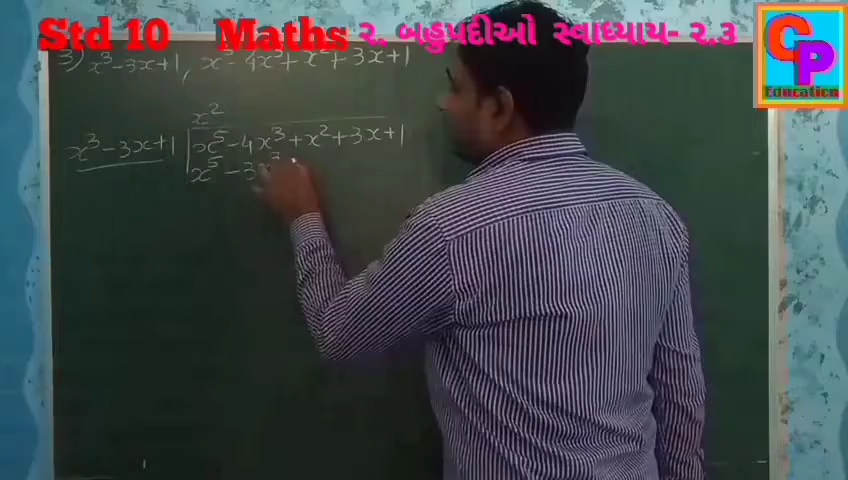 Std 10 Maths ૨. બહુપદીઓ સ્વાધ્યાય- ૨.૩
CP
Education
3) x³-3x+1, x⁵-4x³+x²+3x+1
x²
x³-3x+1 x⁵-4x³+x²+3x+1
x⁵-3x³